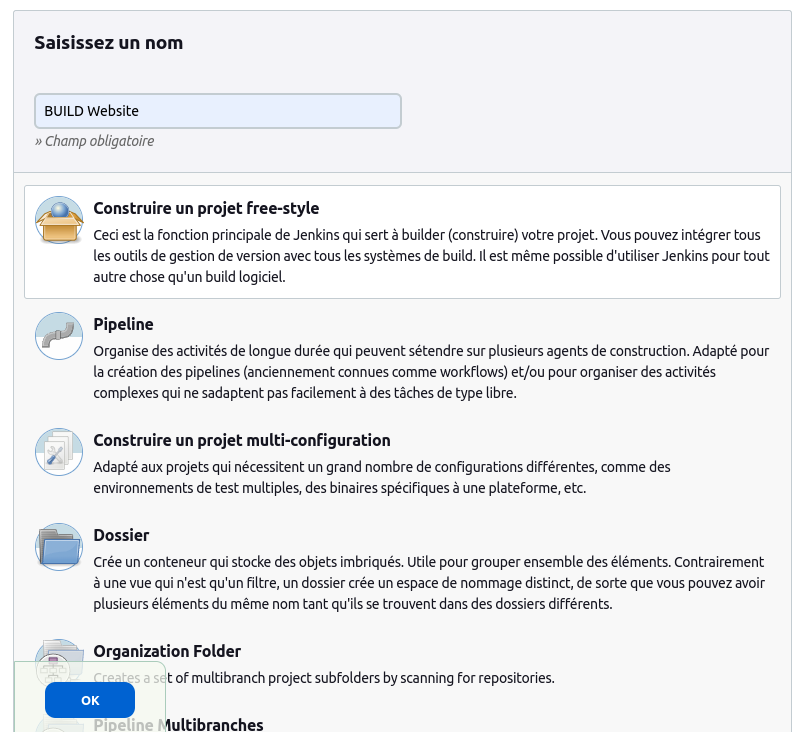 Saisissez un nom
BUILD Website
» Champ obligatoire
Construire un projet free-style
Ceci est la fonction principale de Jenkins qui sert à builder (construire) votre projet. Vous pouvez intégrer tous
les outils de gestion de version avec tous les systèmes de build. Il est même possible d'utiliser Jenkins pour tout
autre chose qu'un build logiciel.
Pipeline
Organise des activités de longue durée qui peuvent sétendre sur plusieurs agents de construction. Adapté pour
la création des pipelines (anciennement connues comme workflows) et/ou pour organiser des activités
complexes qui ne sadaptent pas facilement à des tâches de type libre.
Construire un projet multi-configuration
Adapté aux projets qui nécessitent un grand nombre de configurations différentes, comme des
environnements de test multiples, des binaires spécifiques à une plateforme, etc.
Dossier
Crée un conteneur qui stocke des objets imbriqués. Utile pour grouper ensemble des éléments. Contrairement
à une vue qui n'est qu'un filtre, un dossier crée un espace de nommage distinct, de sorte que vous pouvez avoir
plusieurs éléments du même nom tant qu'ils se trouvent dans des dossiers différents.
Organization Folder
Creates a set of multibranch project subfolders by scanning for repositories.
OK
Pipeline Multibranches